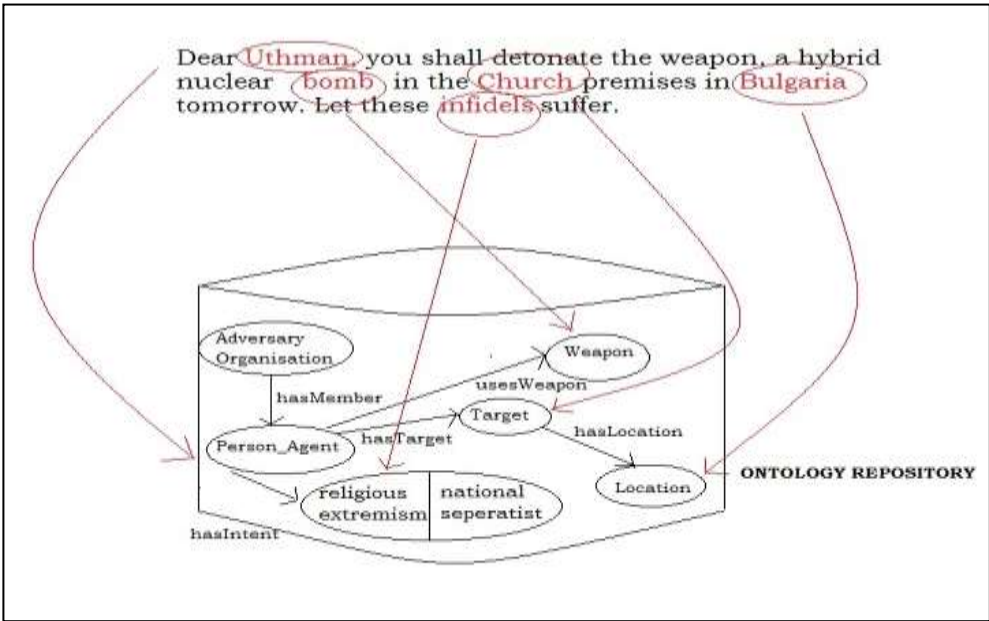 Dear Uthman, you shall detonate the weapon, a hybrid
nuclear bomb in the Church premises in Bulgaria
tomorrow. Let these infidels suffer.
Adversary
Organisation
Weapon
usesWeapon
hasMember
Target
hasLocation
Person_Agent
hasTarget
ONTOLOGY REPOSITORY
Location
religious
extremism
national
seperatist
hasIntent